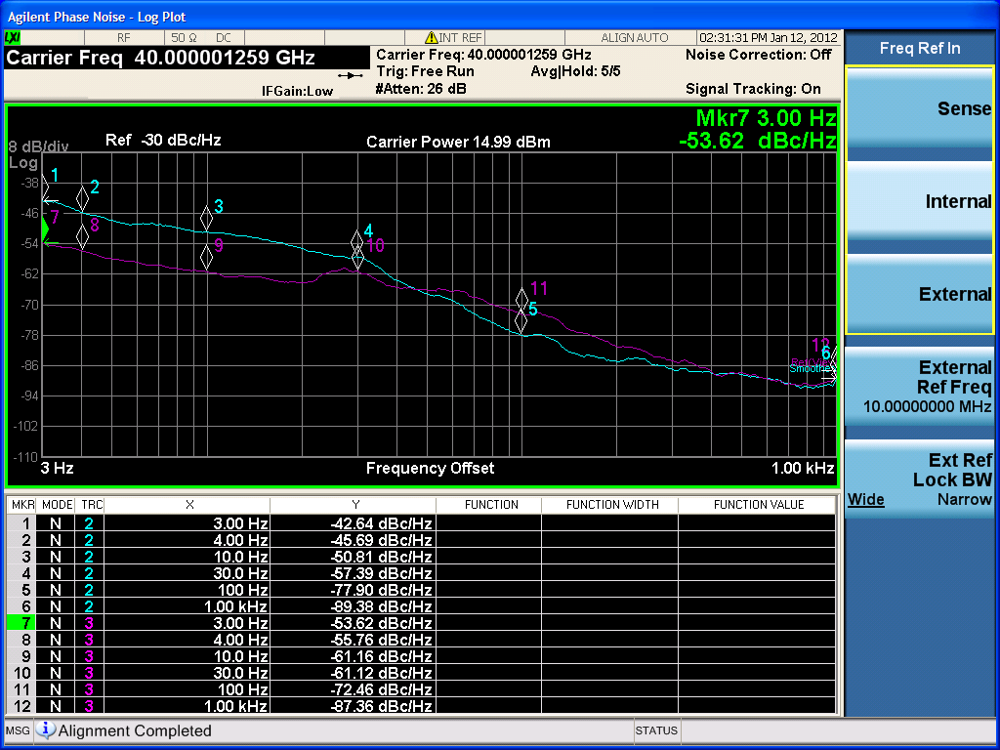 Agilent Phase Noise - Log Plot
LXI RF 50 Ω DC INT REF ALIGN AUTO 02:31:31 PM Jan 12, 2012
Carrier Freq 40.000001259 GHz
Carrier Freq: 40.000001259 GHz Noise Correction: Off
Trig: Free Run Avg|Hold: 5/5
IFGain:Low #Atten: 26 dB Signal Tracking: On
Freq Ref In
Sense
Internal
External
External
Ref Freq
10.00000000 MHz
Ext Ref
Lock BW
Wide Narrow
Mkr7 3.00 Hz
-53.62 dBc/Hz
8 dB/div Ref -30 dBc/Hz Carrier Power 14.99 dBm
Log
-38
-46
-54
-62
-70
-78
-86
-94
-102
-110
1
2
3
4
5
6
7
8
9
10
11
12
Smoothe
3 Hz Frequency Offset 1.00 kHz
MKR MODE TRC X Y FUNCTION FUNCTION WIDTH FUNCTION VALUE
1 N 2 3.00 Hz -42.64 dBc/Hz
2 N 2 4.00 Hz -45.69 dBc/Hz
3 N 2 10.0 Hz -50.81 dBc/Hz
4 N 2 30.0 Hz -57.39 dBc/Hz
5 N 2 100 Hz -77.90 dBc/Hz
6 N 2 1.00 kHz -89.38 dBc/Hz
7 N 3 3.00 Hz -53.62 dBc/Hz
8 N 3 4.00 Hz -55.76 dBc/Hz
9 N 3 10.0 Hz -61.16 dBc/Hz
10 N 3 30.0 Hz -61.12 dBc/Hz
11 N 3 100 Hz -72.46 dBc/Hz
12 N 3 1.00 kHz -87.36 dBc/Hz
MSG Alignment Completed STATUS